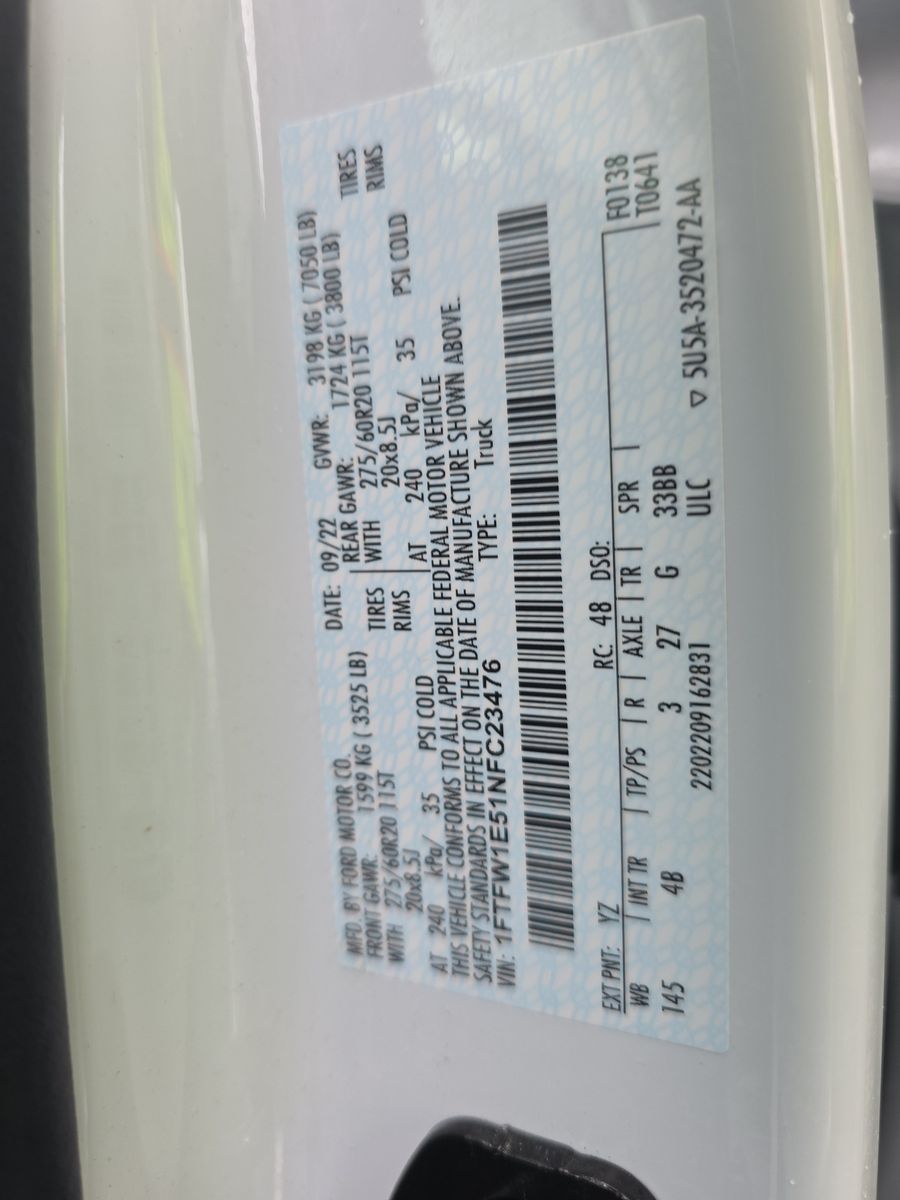 MFD. BY FORD MOTOR CO. DATE: 09/22 GVWR: 3198 KG ( 7050 LB)
FRONT GAWR: 1599 KG ( 3525 LB) REAR GAWR: 1724 KG ( 3800 LB)
WITH 275/60R20 115T TIRES WITH 275/60R20 115T TIRES
20x8.5J RIMS 20x8.5J RIMS
AT 240 kPa/ 35 PSI COLD AT 240 kPa/ 35 PSI COLD
THIS VEHICLE CONFORMS TO ALL APPLICABLE FEDERAL MOTOR VEHICLE
SAFETY STANDARDS IN EFFECT ON THE DATE OF MANUFACTURE SHOWN ABOVE.
VIN: 1FTFW1E51NFC23476 TYPE: Truck
EXT PNT: YZ RC: 48 DSO: F0138
WB | INT TR | TP/PS | R | AXLE | TR | SPR | T0641
145 4B 3 27 G 33BB
2202209162831 ULC ▽ 5U5A-3520472-AA